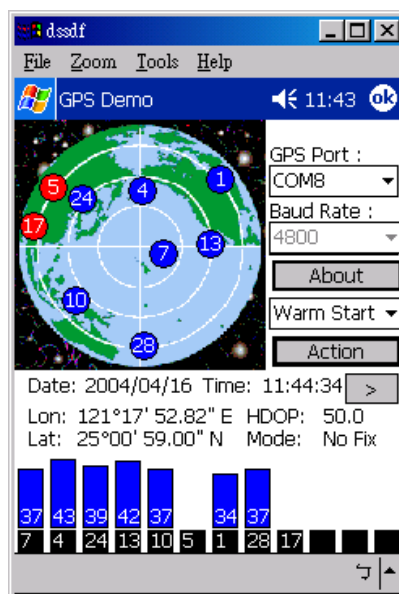 dssdf
File Zoom Tools Help
GPS Demo 11:43 ok
GPS Port :
COM8
Baud Rate :
4800
About
Warm Start
Action
1
5
4
24
17
13
7
10
28
Date: 2004/04/16 Time: 11:44:34 >
Lon: 121°17' 52.82" E HDOP: 50.0
Lat: 25°00' 59.00" N Mode: No Fix
37 43 39 42 37 34 37
7 4 24 13 10 5 1 28 17